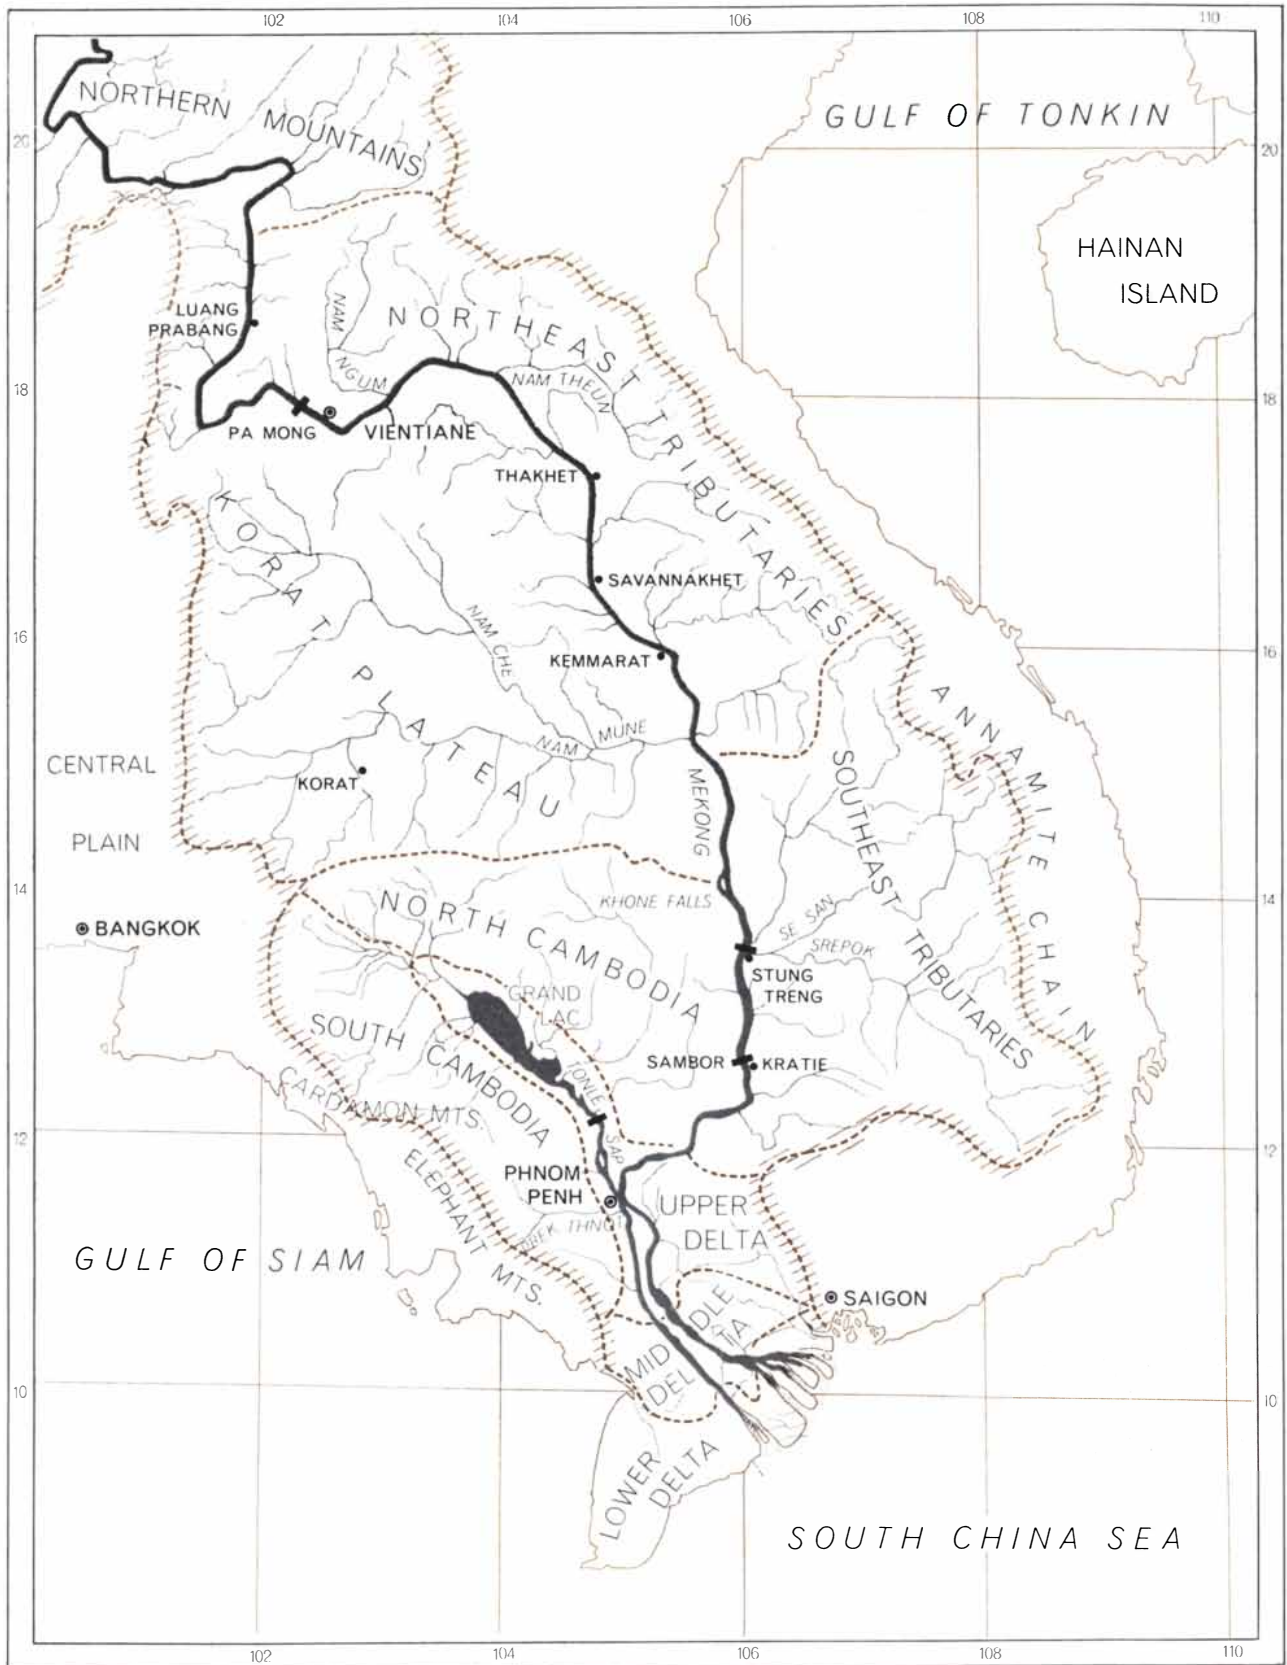 102 104 106 108 110
NORTHERN MOUNTAINS
GULF OF TONKIN
20 20
HAINAN
ISLAND
LUANG
PRABANG
NAM
NGUM
NORTHEAST TRIBUTARIES
NAM THEUN
18 18
PA MONG
VIENTIANE
THAKHET
KORAT PLATEAU
SAVANNAKHET
NAM CHE
16 16
KEMMARAT
NAM MUNE
ANNAMITE CHAIN
CENTRAL
PLAIN
KORAT
MEKONG
SOUTHEAST TRIBUTARIES
14 14
KHONE FALLS
NORTH CAMBODIA
SE SAN
SREPOK
BANGKOK
STUNG
TRENG
GRAND
LAC
SOUTH CAMBODIA
SAMBOR
KRATIE
TONLE SAP
CARDAMON MTS.
12 12
ELEPHANT MTS.
PHNOM
PENH
PREK THNOT
UPPER
DELTA
GULF OF SIAM
SAIGON
MIDDLE
DELTA
10 10
LOWER
DELTA
SOUTH CHINA SEA
102 104 106 108 110